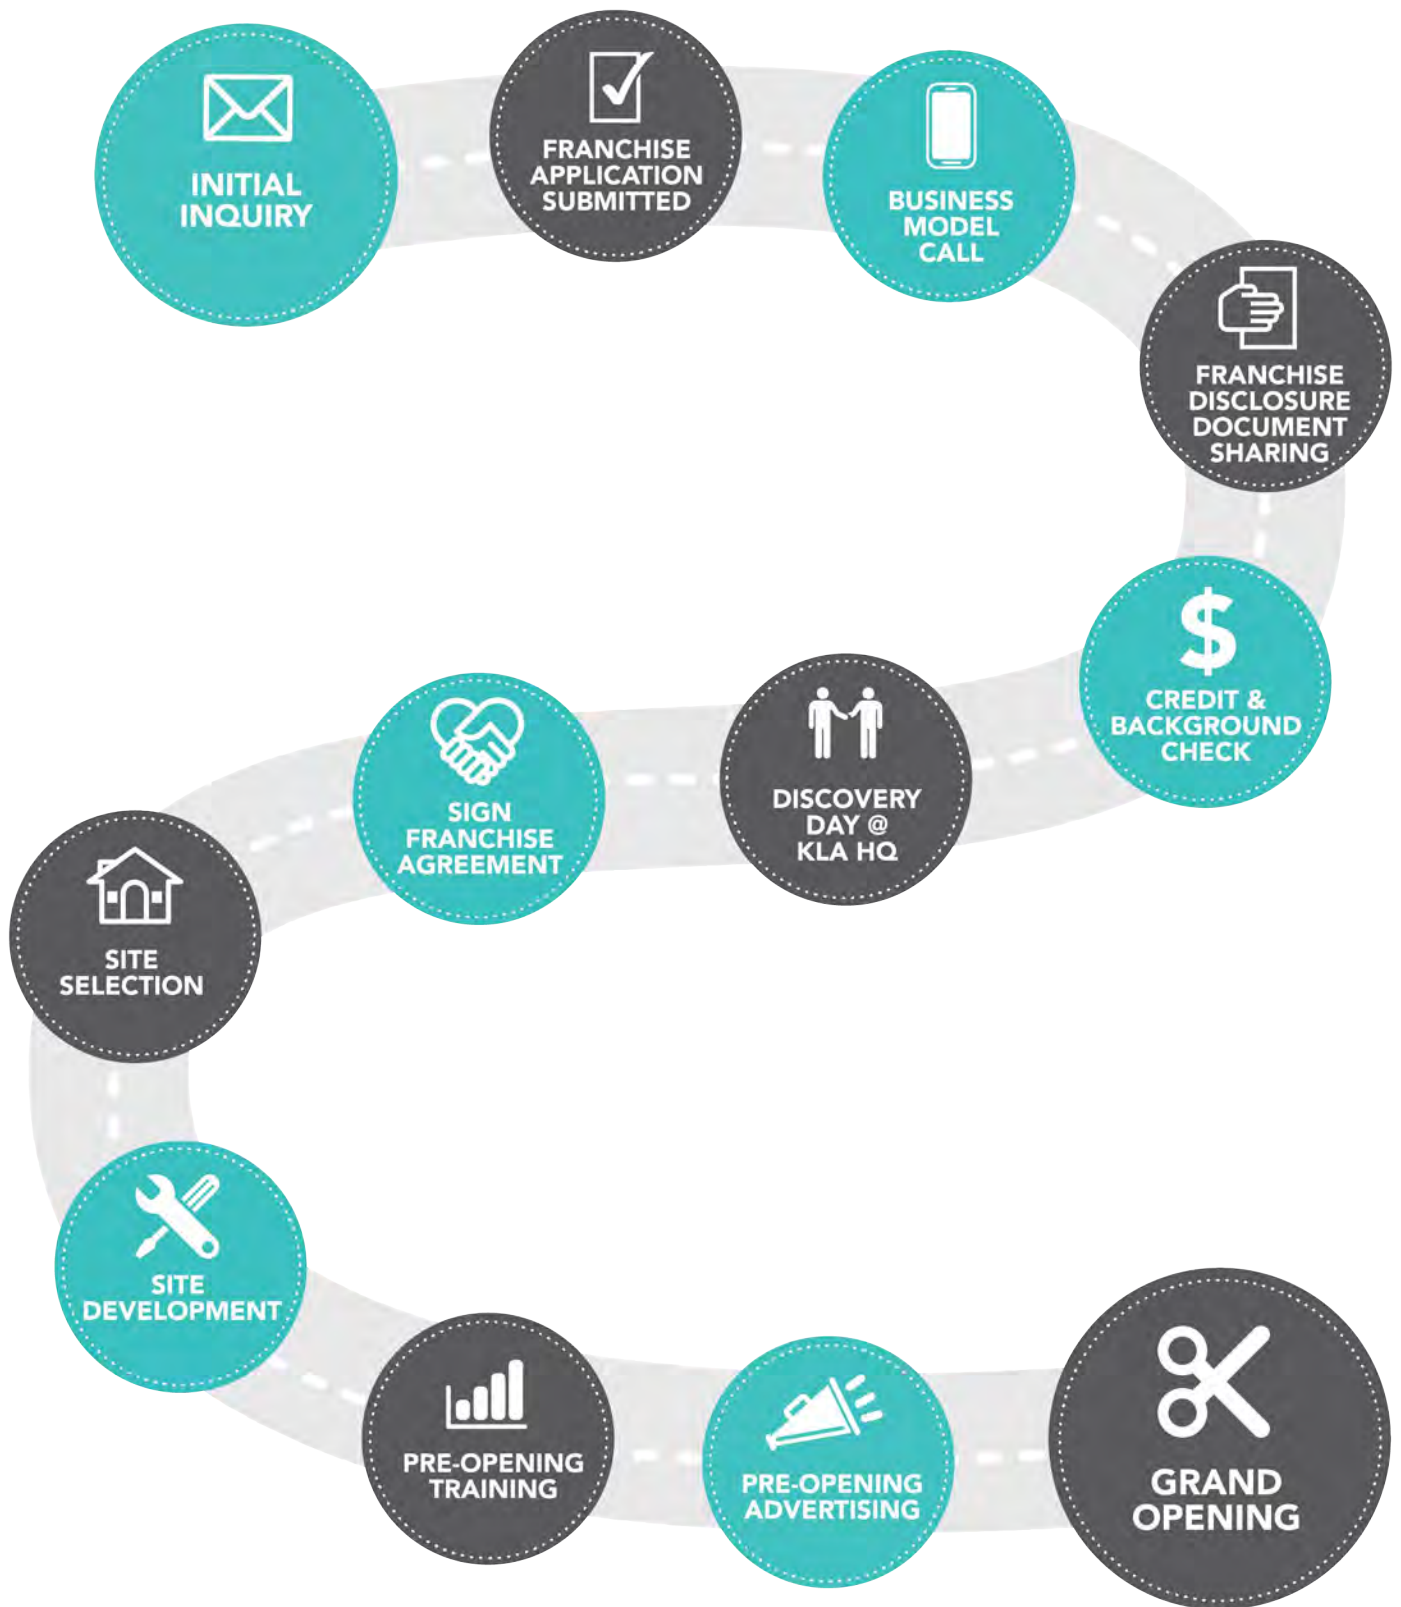 INITIAL
INQUIRY
FRANCHISE
APPLICATION
SUBMITTED
BUSINESS
MODEL
CALL
FRANCHISE
DISCLOSURE
DOCUMENT
SHARING
$
CREDIT &
BACKGROUND
CHECK
DISCOVERY
DAY @
KLA HQ
SIGN
FRANCHISE
AGREEMENT
SITE
SELECTION
SITE
DEVELOPMENT
PRE-OPENING
TRAINING
PRE-OPENING
ADVERTISING
GRAND
OPENING